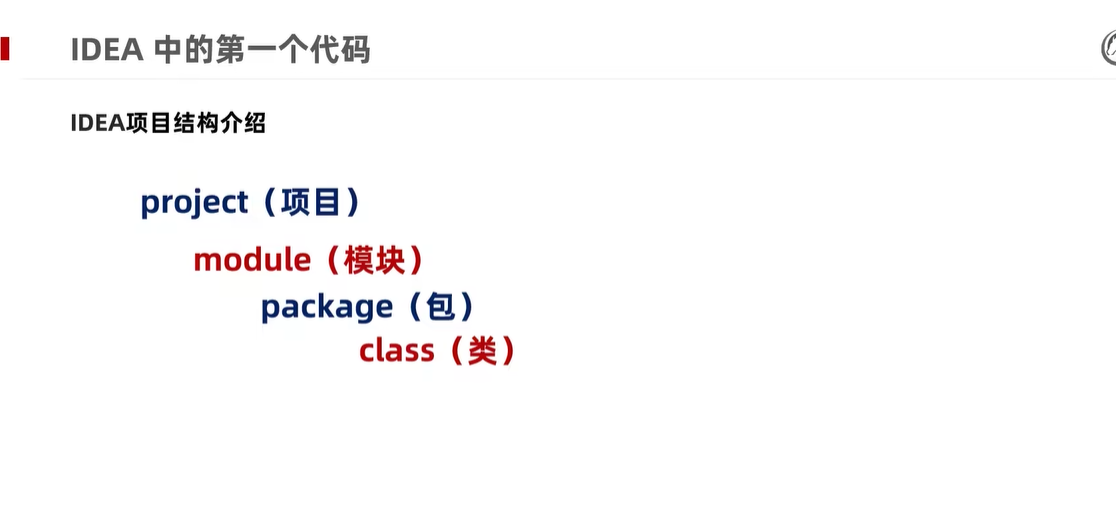 IDEA 中的第一个代码
IDEA项目结构介绍
project（项目）
module（模块）
package（包）
class（类）